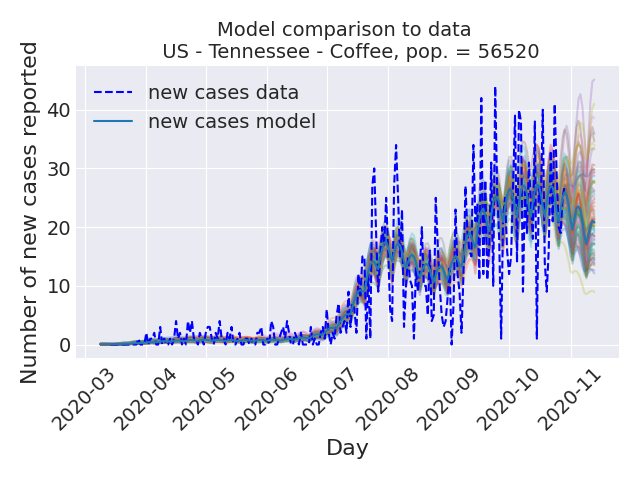 Model comparison to data
US - Tennessee - Coffee, pop. = 56520
new cases data
new cases model
Number of new cases reported
40
30
20
10
0
2020-03
2020-04
2020-05
2020-06
2020-07
2020-08
2020-09
2020-10
2020-11
Day